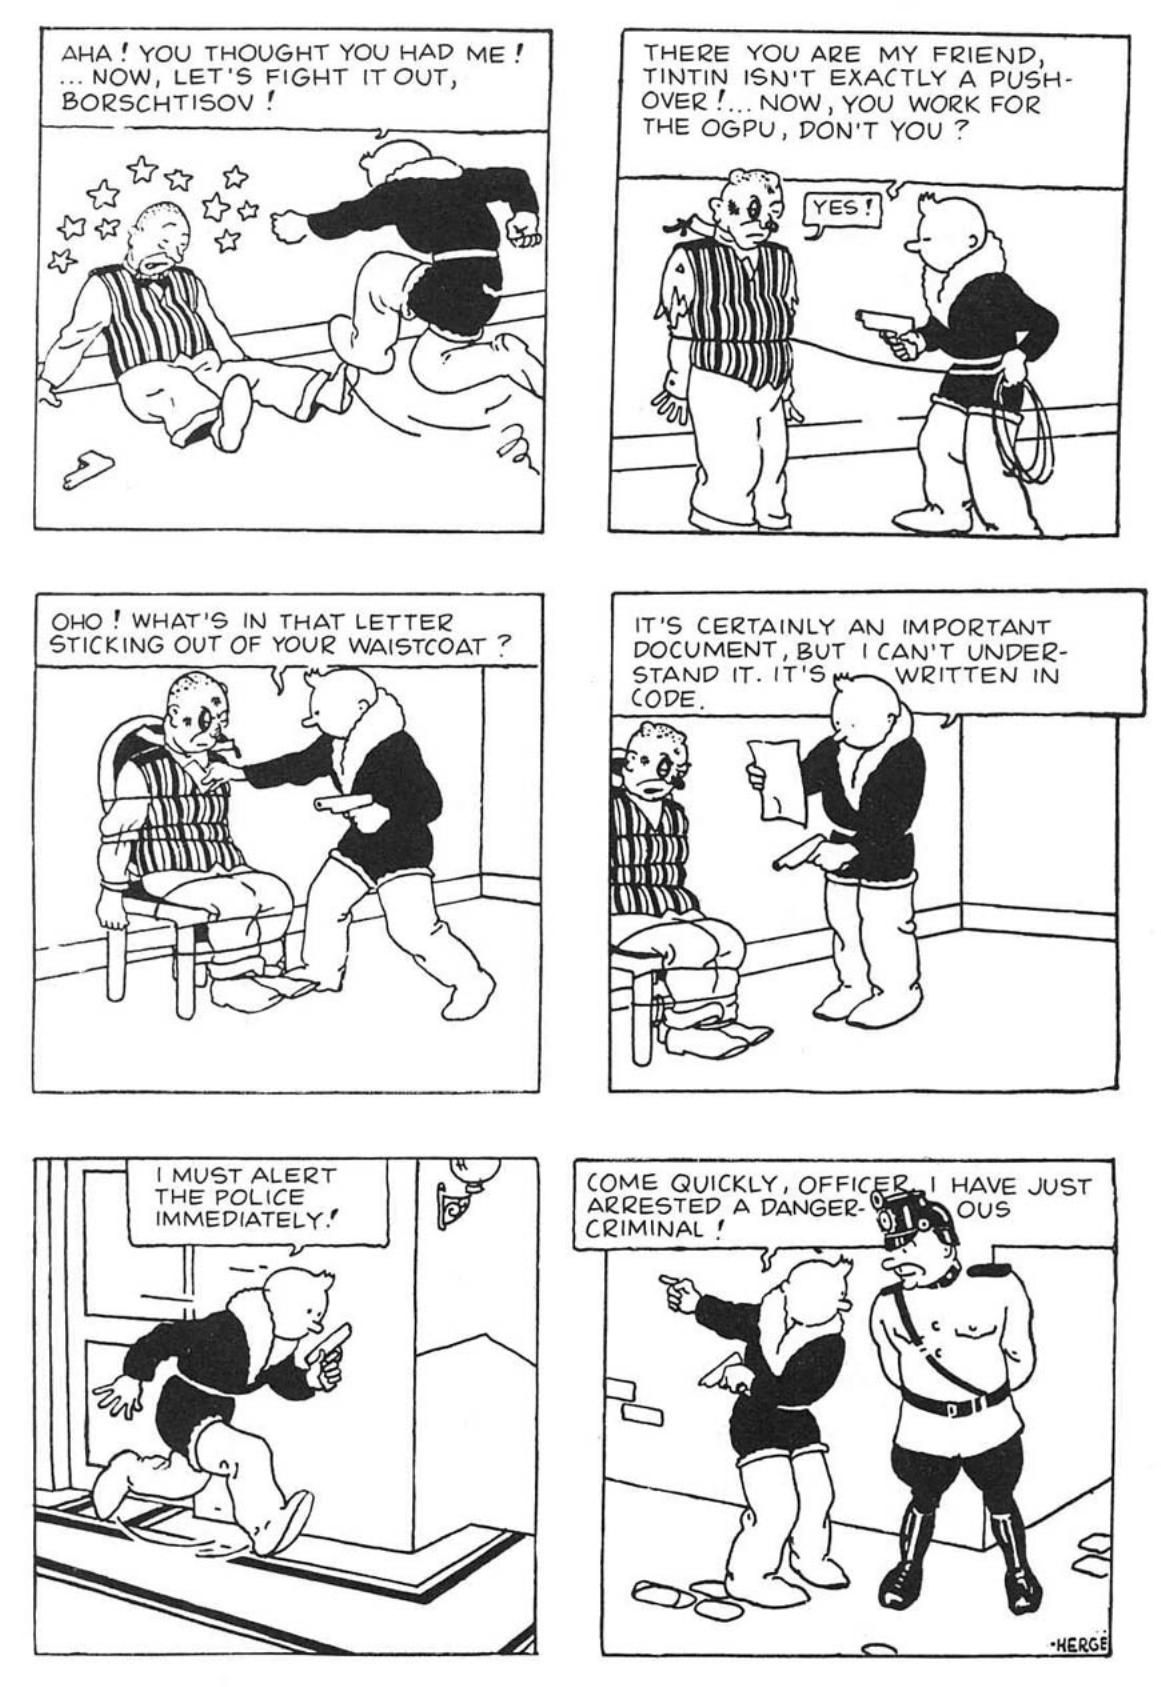 AHA! YOU THOUGHT YOU HAD ME!
... NOW, LET'S FIGHT IT OUT,
BORSCHTISOV!
THERE YOU ARE MY FRIEND,
TINTIN ISN'T EXACTLY A PUSH-
OVER!... NOW, YOU WORK FOR
THE OGPU, DON'T YOU?
YES!
OHO! WHAT'S IN THAT LETTER
STICKING OUT OF YOUR WAISTCOAT?
IT'S CERTAINLY AN IMPORTANT
DOCUMENT, BUT I CAN'T UNDER-
STAND IT. IT'S WRITTEN IN
CODE.
I MUST ALERT
THE POLICE
IMMEDIATELY!
COME QUICKLY, OFFICER, I HAVE JUST
ARRESTED A DANGER- OUS
CRIMINAL!
·HERGÉ